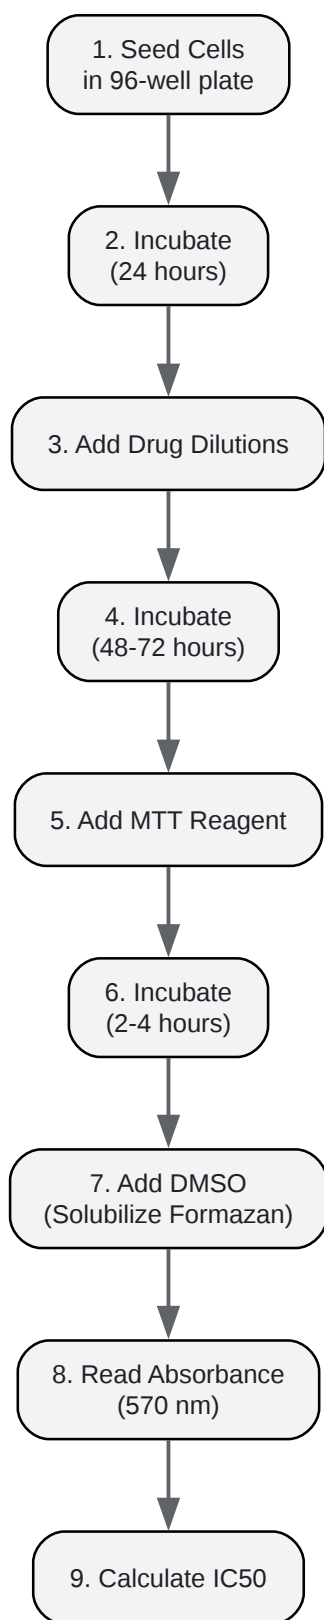 1. Seed Cells
in 96-well plate
2. Incubate
(24 hours)
3. Add Drug Dilutions
4. Incubate
(48-72 hours)
5. Add MTT Reagent
6. Incubate
(2-4 hours)
7. Add DMSO
(Solubilize Formazan)
8. Read Absorbance
(570 nm)
9. Calculate IC50